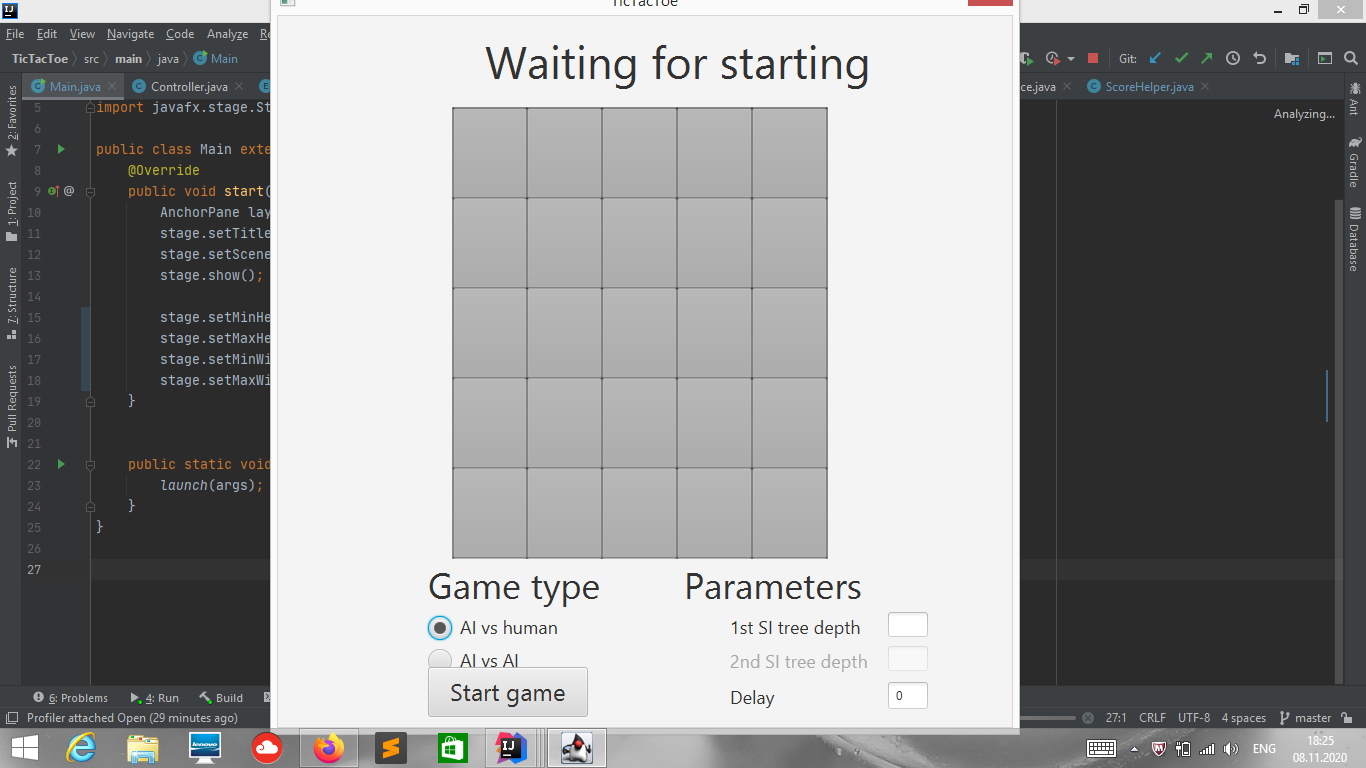 TicTacToe
File Edit View Navigate Code Analyze Re
TicTacToe src main java Main
Git:
Main.java Controller.java
ce.java ScoreHelper.java
Analyzing...
5 import javafx.stage.St
6
7 public class Main exte
8 @Override
9 @ public void start(
10 AnchorPane lay
11 stage.setTitle
12 stage.setScene
13 stage.show();
14
15 stage.setMinHe
16 stage.setMaxHe
17 stage.setMinWi
18 stage.setMaxWi
19 }
20
21
22 public static void
23 launch(args);
24 }
25 }
26
27
2: Favorites
1: Project
7: Structure
Pull Requests
Ant
Gradle
Database
Waiting for starting
Game type
AI vs human
AI vs AI
Start game
Parameters
1st SI tree depth
2nd SI tree depth
Delay 0
6: Problems 4: Run Build
Profiler attached Open (29 minutes ago)
27:1 CRLF UTF-8 4 spaces master
lenovo
IJ
ENG
18:25
08.11.2020